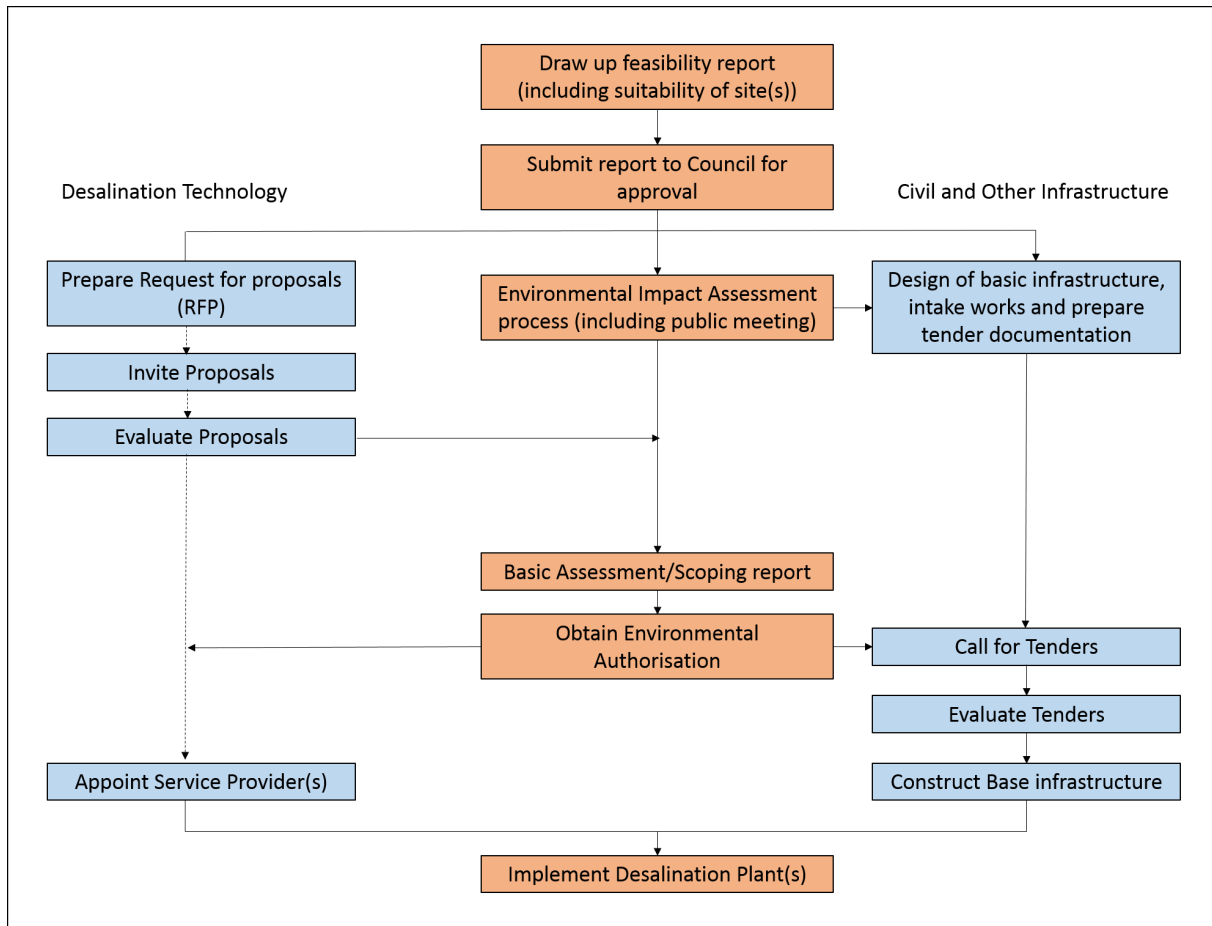 Draw up feasibility report
(including suitability of site(s))
Submit report to Council for
approval
Desalination Technology
Civil and Other Infrastructure
Prepare Request for proposals
(RFP)
Environmental Impact Assessment
process (including public meeting)
Design of basic infrastructure,
intake works and prepare
tender documentation
Invite Proposals
Evaluate Proposals
Basic Assessment/Scoping report
Obtain Environmental
Authorisation
Call for Tenders
Evaluate Tenders
Appoint Service Provider(s)
Construct Base infrastructure
Implement Desalination Plant(s)